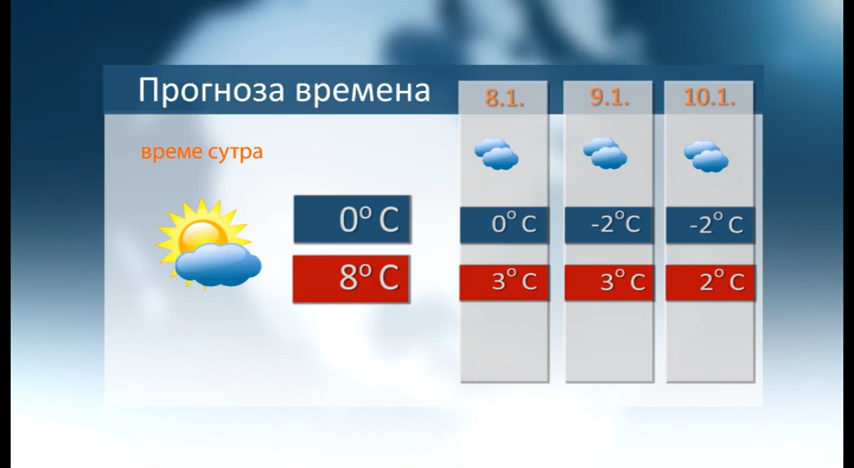 Прогноза времена
време сутра
0° C
8° C
8.1.
0° C
3° C
9.1.
-2°C
3° C
10.1.
-2° C
2° C